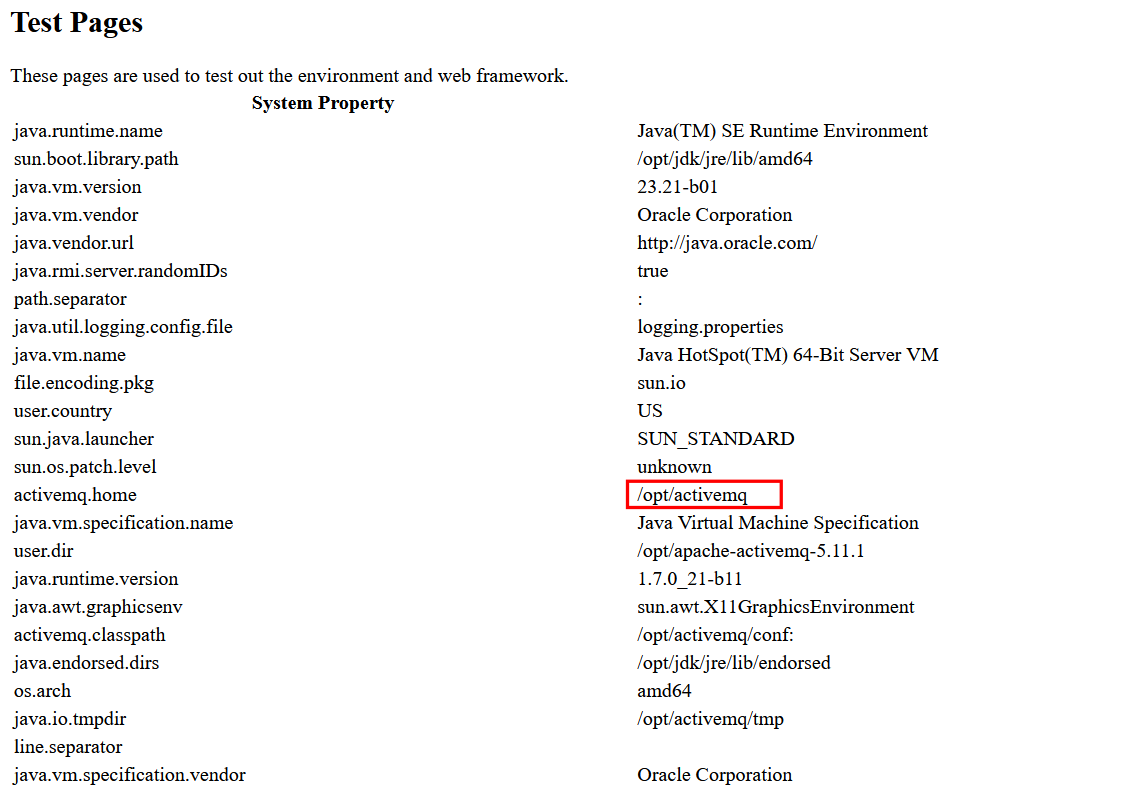 Test Pages
These pages are used to test out the environment and web framework.
System Property
java.runtime.name Java(TM) SE Runtime Environment
sun.boot.library.path /opt/jdk/jre/lib/amd64
java.vm.version 23.21-b01
java.vm.vendor Oracle Corporation
java.vendor.url http://java.oracle.com/
java.rmi.server.randomIDs true
path.separator :
java.util.logging.config.file logging.properties
java.vm.name Java HotSpot(TM) 64-Bit Server VM
file.encoding.pkg sun.io
user.country US
sun.java.launcher SUN_STANDARD
sun.os.patch.level unknown
activemq.home /opt/activemq
java.vm.specification.name Java Virtual Machine Specification
user.dir /opt/apache-activemq-5.11.1
java.runtime.version 1.7.0_21-b11
java.awt.graphicsenv sun.awt.X11GraphicsEnvironment
activemq.classpath /opt/activemq/conf:
java.endorsed.dirs /opt/jdk/jre/lib/endorsed
os.arch amd64
java.io.tmpdir /opt/activemq/tmp
line.separator
java.vm.specification.vendor Oracle Corporation